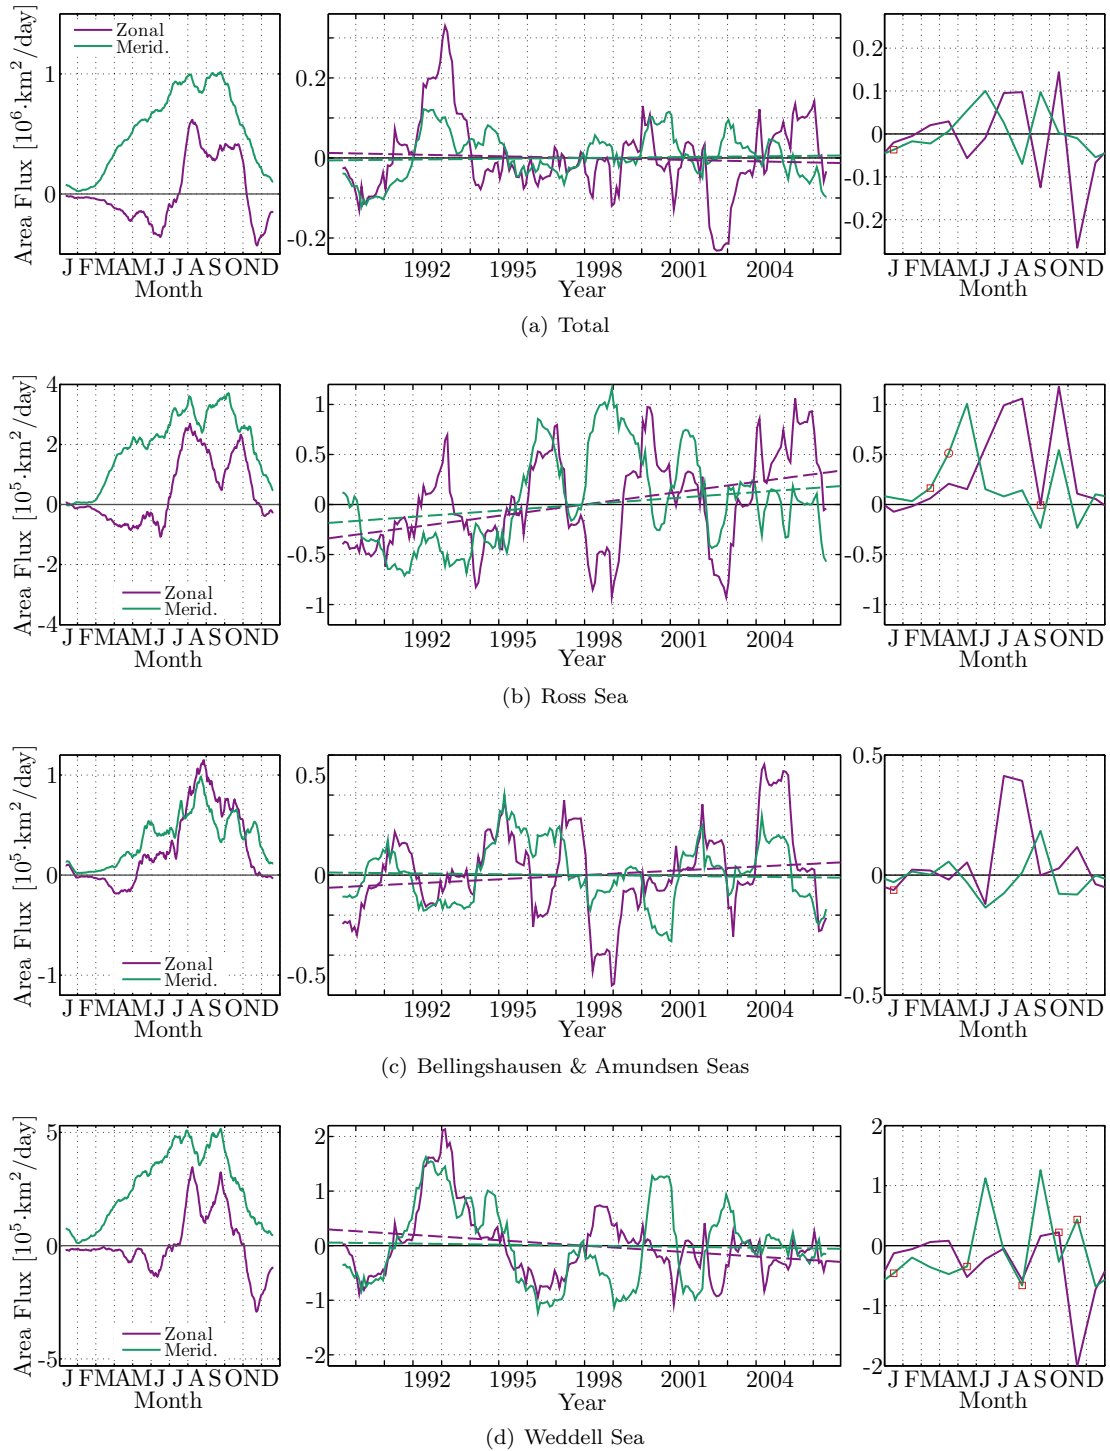 Area Flux [10⁶·km²/day]
1
0
Zonal
Merid.
J F M A M J J A S O N D
Month
0.2
0
-0.2
1992 1995 1998 2001 2004
Year
0.2
0.1
0
-0.1
-0.2
J F M A M J J A S O N D
Month
(a) Total
Area Flux [10⁵·km²/day]
4
2
0
-2
-4
Zonal
Merid.
J F M A M J J A S O N D
Month
1
0.5
0
-0.5
-1
1992 1995 1998 2001 2004
Year
1
0.5
0
-0.5
-1
J F M A M J J A S O N D
Month
(b) Ross Sea
Area Flux [10⁵·km²/day]
1
0
-1
Zonal
Merid.
J F M A M J J A S O N D
Month
0.5
0
-0.5
1992 1995 1998 2001 2004
Year
0.5
0
-0.5
J F M A M J J A S O N D
Month
(c) Bellingshausen & Amundsen Seas
Area Flux [10⁵·km²/day]
5
0
-5
Zonal
Merid.
J F M A M J J A S O N D
Month
2
1
0
-1
-2
1992 1995 1998 2001 2004
Year
2
1
0
-1
-2
J F M A M J J A S O N D
Month
(d) Weddell Sea